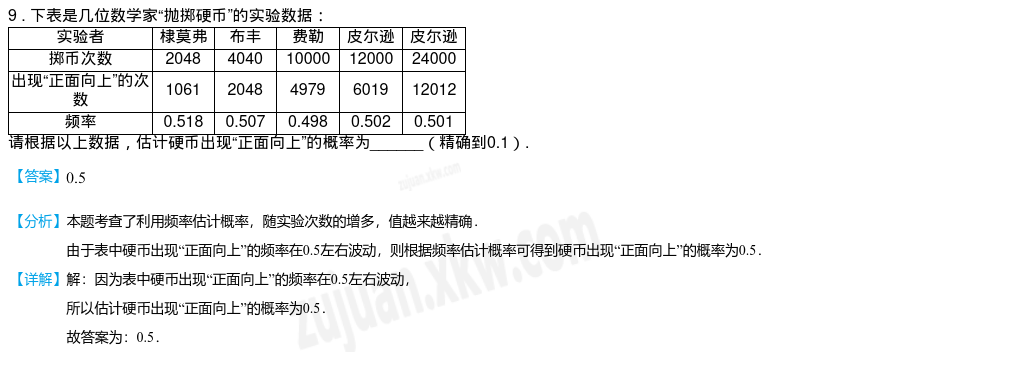 9．下表是几位数学家“抛掷硬币”的实验数据：
实验者 棣莫弗 布丰 费勒 皮尔逊 皮尔逊
掷币次数 2048 4040 10000 12000 24000
出现“正面向上”的次数 1061 2048 4979 6019 12012
频率 0.518 0.507 0.498 0.502 0.501
请根据以上数据，估计硬币出现“正面向上”的概率为_______（精确到0.1）.
【答案】0.5
【分析】本题考查了利用频率估计概率，随实验次数的增多，值越来越精确．
由于表中硬币出现“正面向上”的频率在0.5左右波动，则根据频率估计概率可得到硬币出现“正面向上”的概率为0.5．
【详解】解：因为表中硬币出现“正面向上”的频率在0.5左右波动，
所以估计硬币出现“正面向上”的概率为0.5．
故答案为：0.5．
zujuan.xkw.com
zujuan.xkw.com